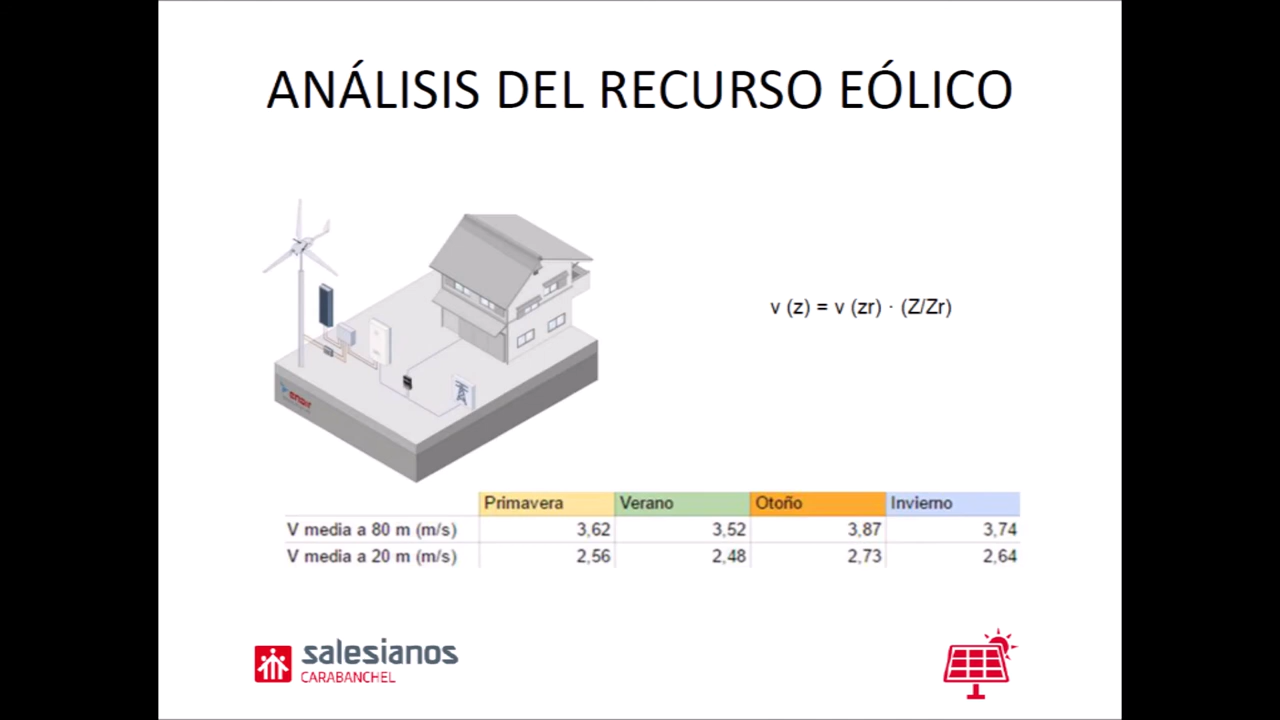 ANÁLISIS DEL RECURSO EÓLICO
v (z) = v (zr) · (Z/Zr)
enair
Primavera Verano Otoño Invierno
V media a 80 m (m/s) 3,62 3,52 3,87 3,74
V media a 20 m (m/s) 2,56 2,48 2,73 2,64
salesianos
CARABANCHEL